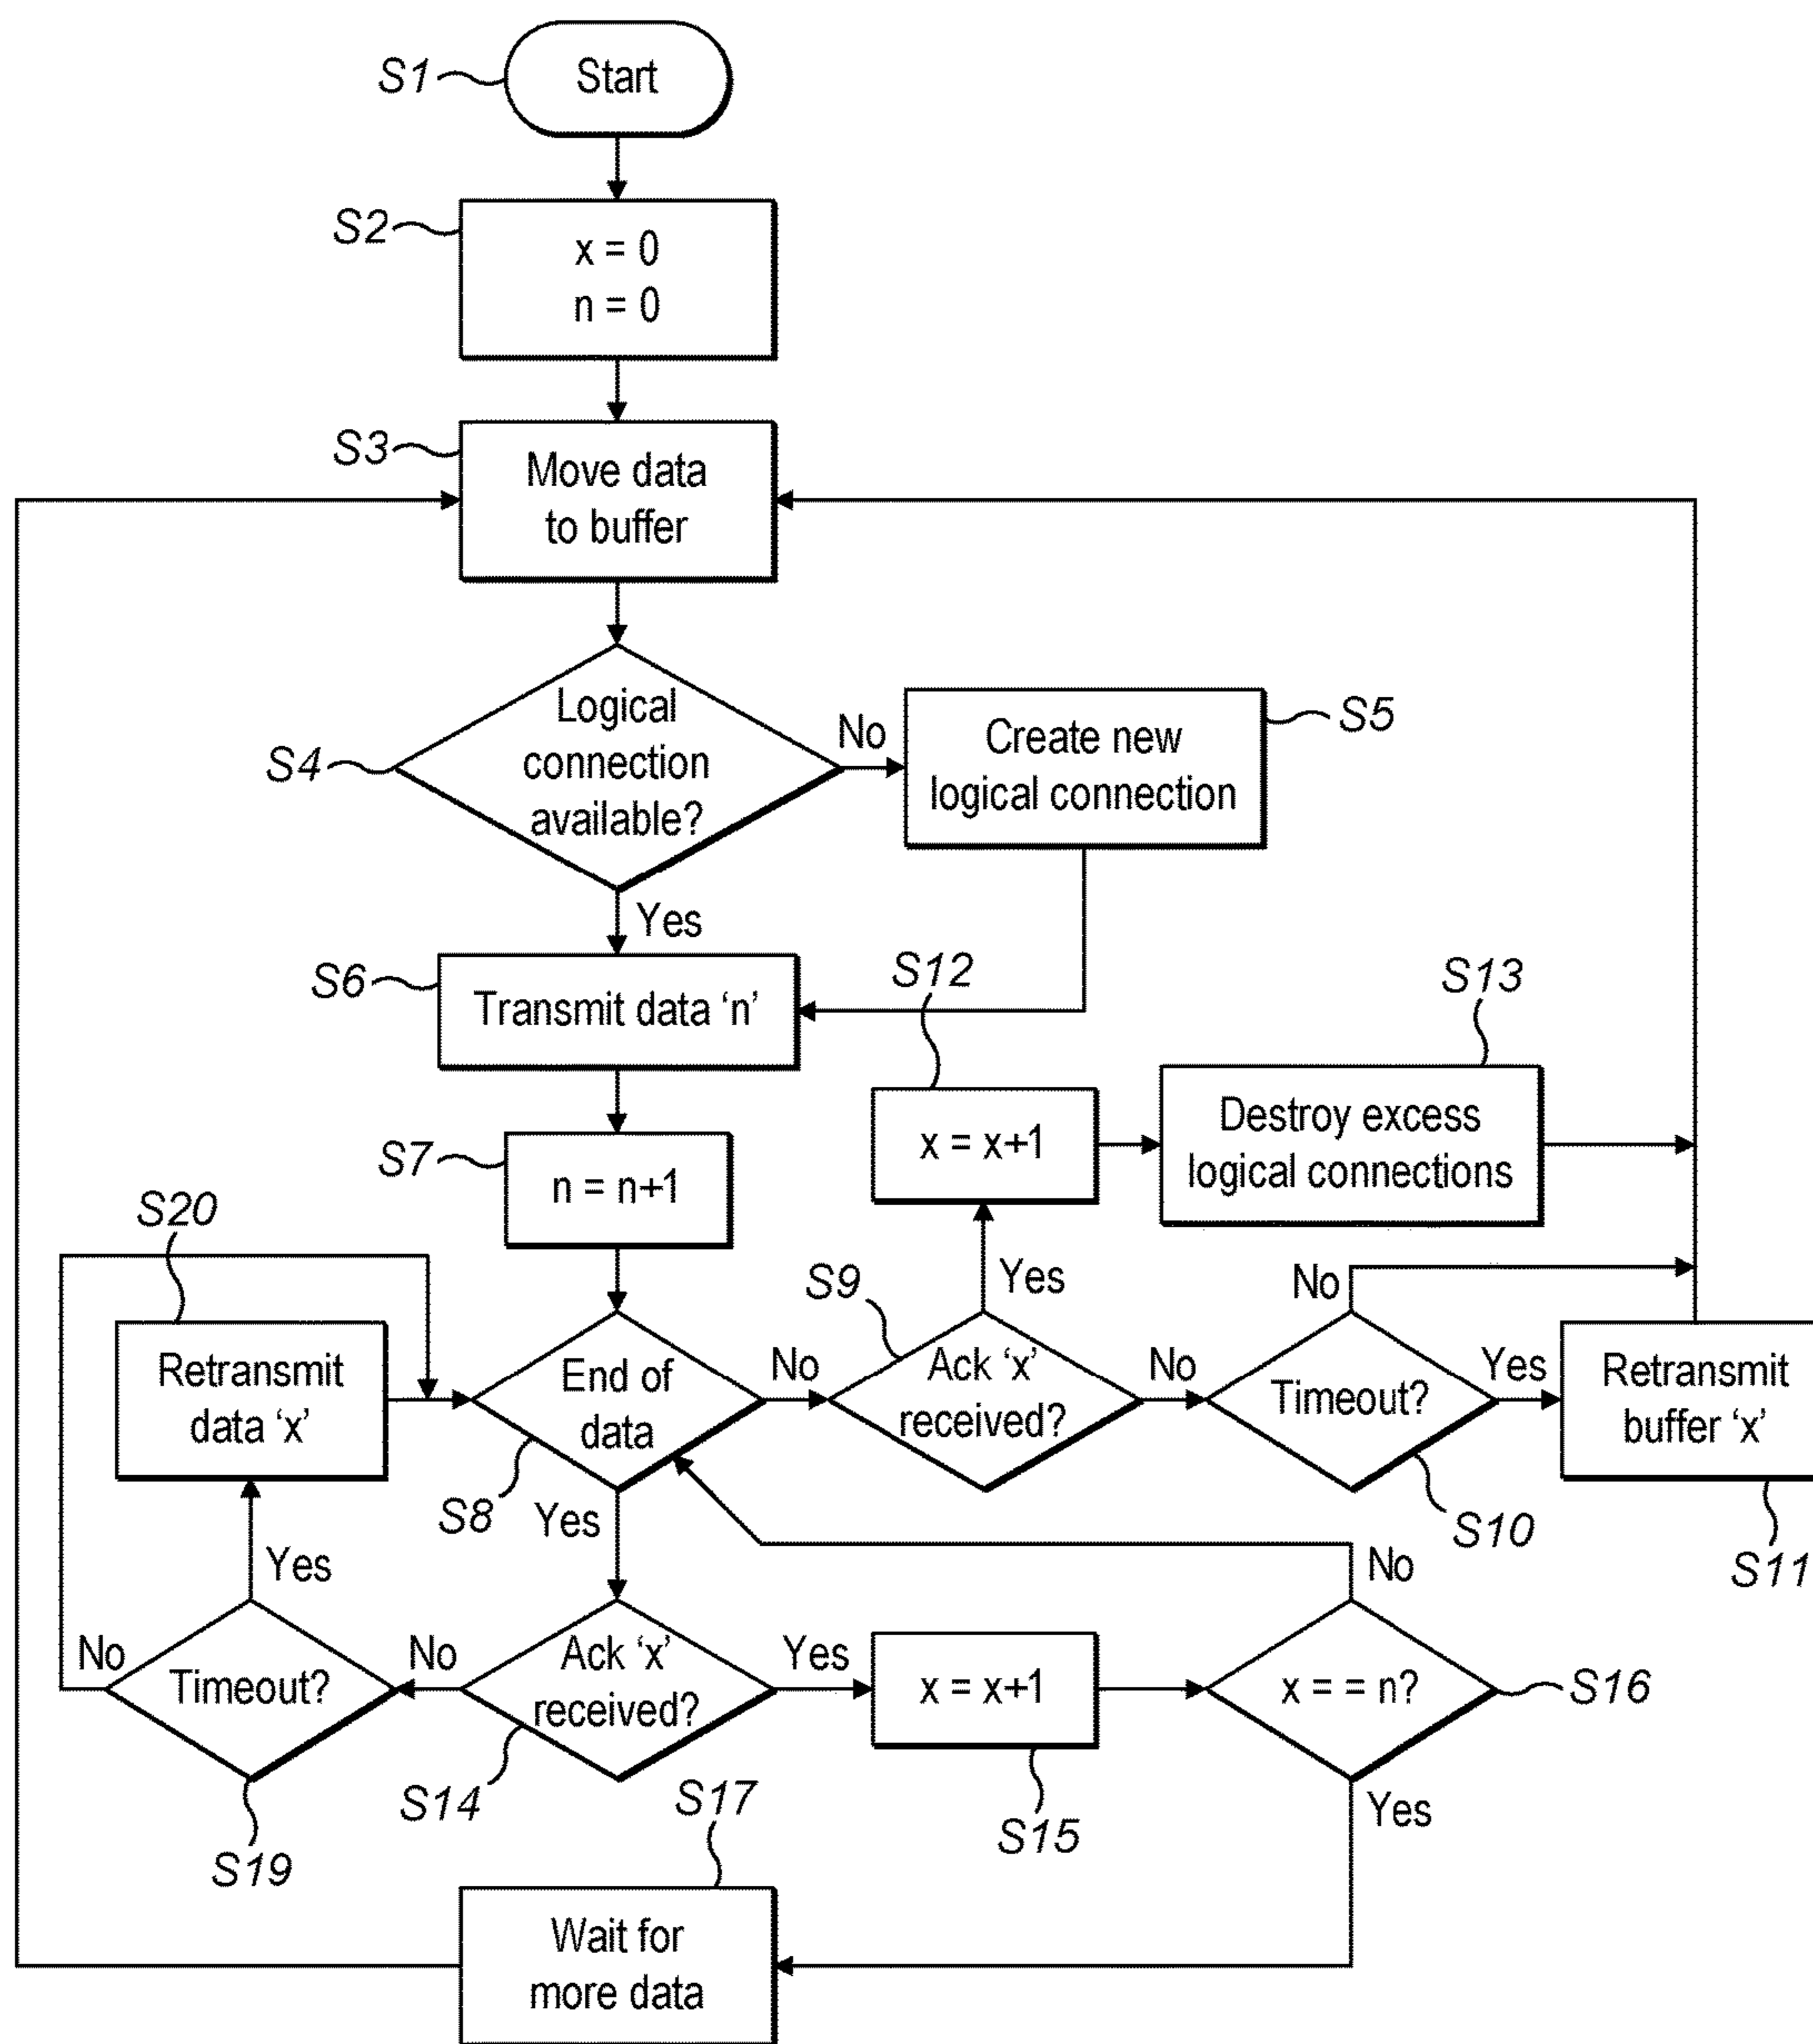 S1
Start
S2
x = 0
n = 0
S3
Move data
to buffer
S4
Logical
connection
available?
No
Create new
logical connection
S5
Yes
S6
Transmit data ‘n’
S12
S13
x = x+1
Destroy excess
logical connections
S7
n = n+1
S20
Retransmit
data ‘x’
End of
data
S8
No
S9
Ack ‘x’
received?
Yes
No
Timeout?
No
S10
Yes
Retransmit
buffer ‘x’
S11
Yes
Yes
No
Timeout?
S19
No
Ack ‘x’
received?
S14
Yes
x = x+1
S15
No
x = = n?
S16
Yes
S17
Wait for
more data